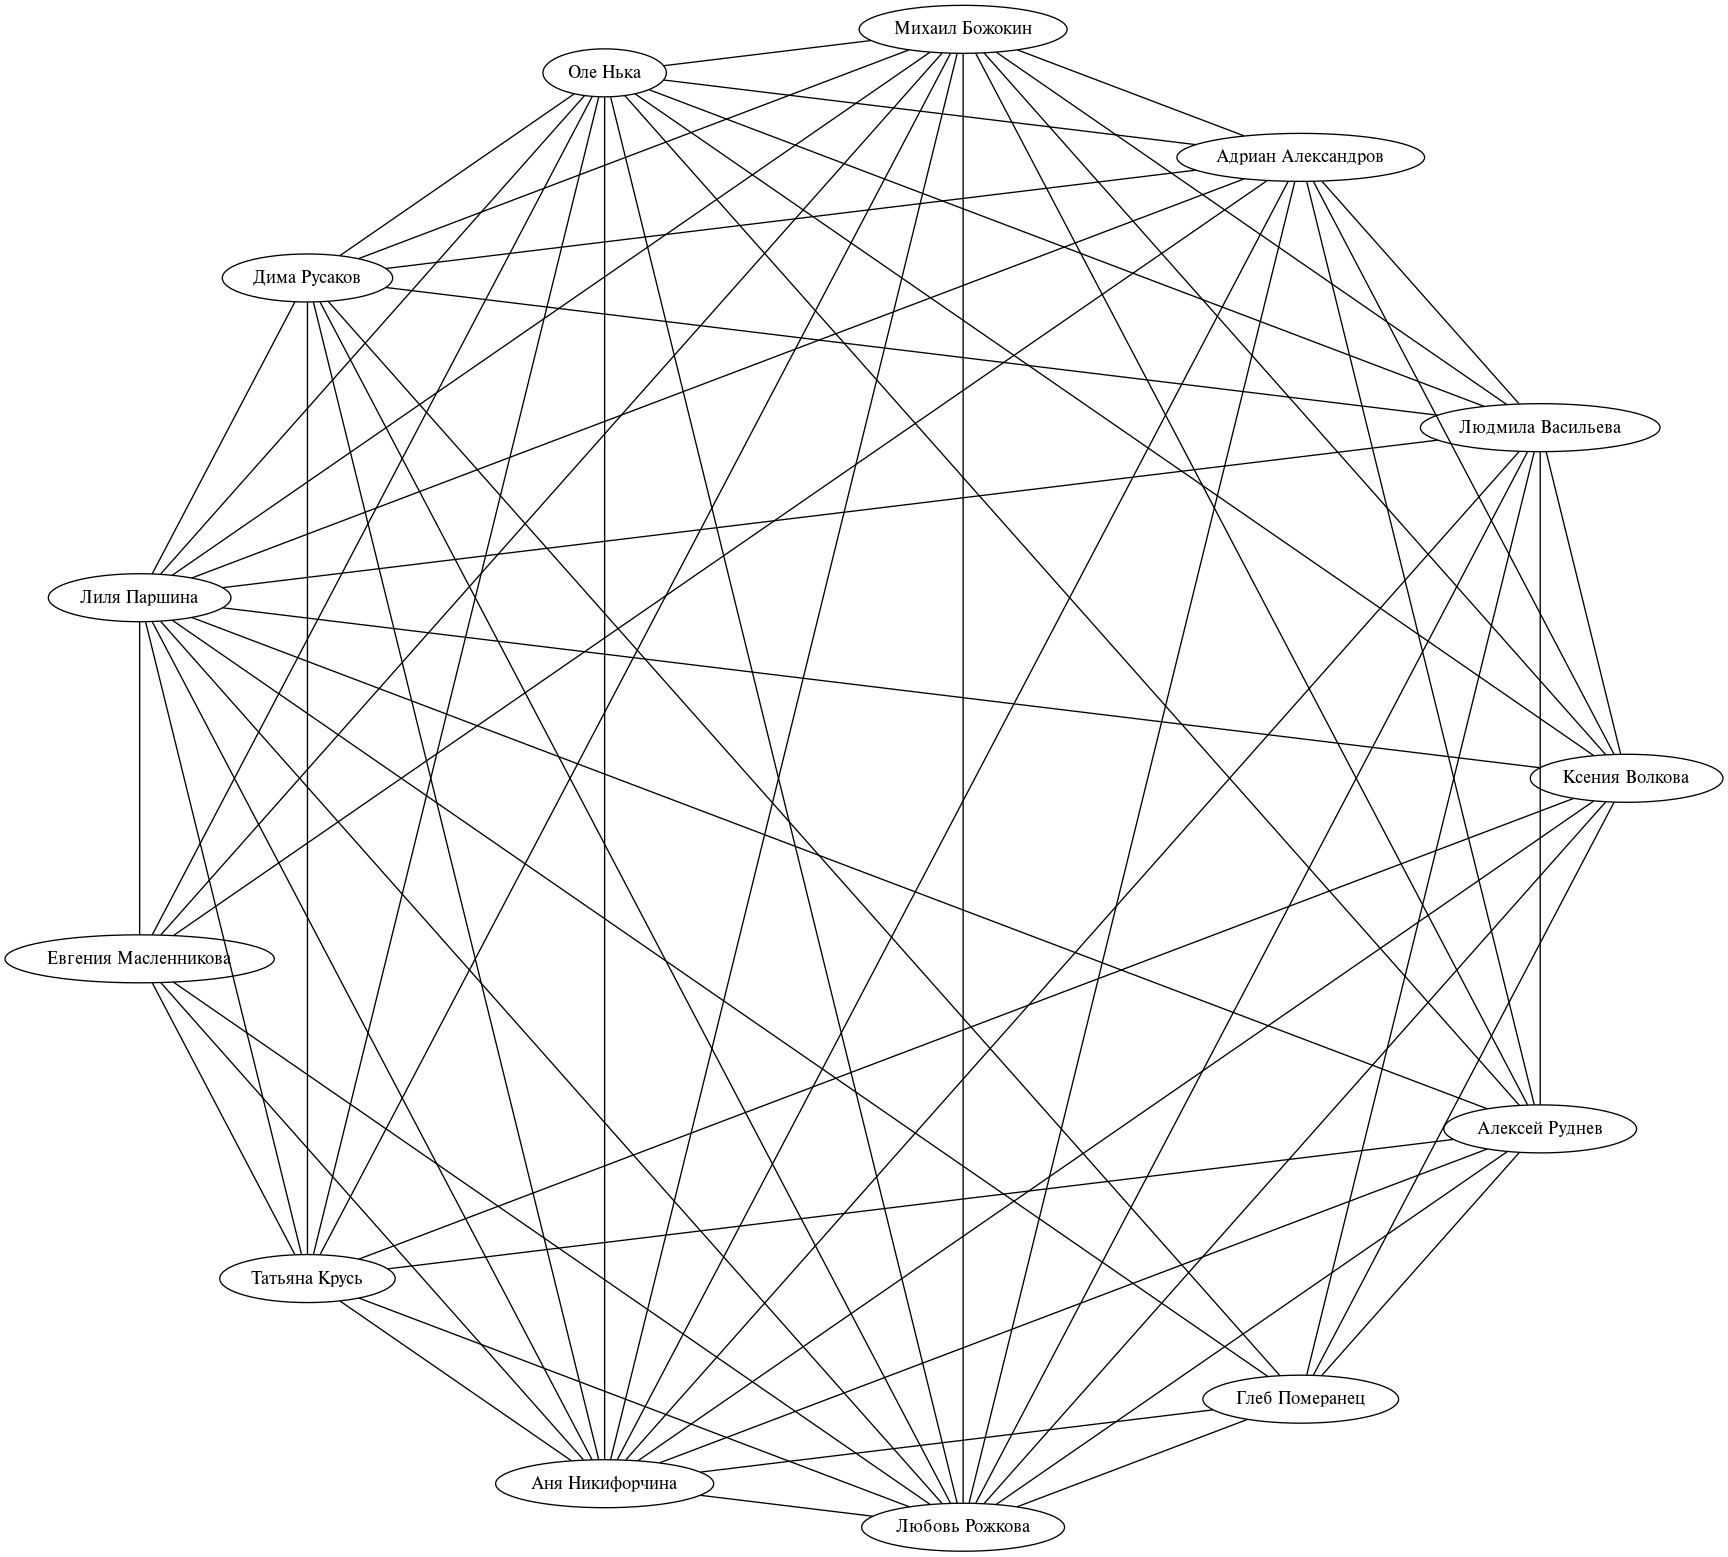 Михаил Божокин
Оле Нька
Адриан Александров
Дима Русаков
Людмила Васильева
Лиля Паршина
Ксения Волкова
Евгения Масленникова
Алексей Руднев
Татьяна Крусь
Глеб Померанец
Аня Никифорчина
Любовь Рожкова